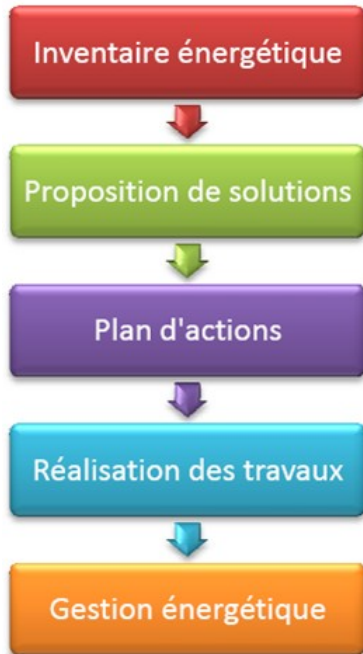 Inventaire énergétique
Proposition de solutions
Plan d'actions
Réalisation des travaux
Gestion énergétique